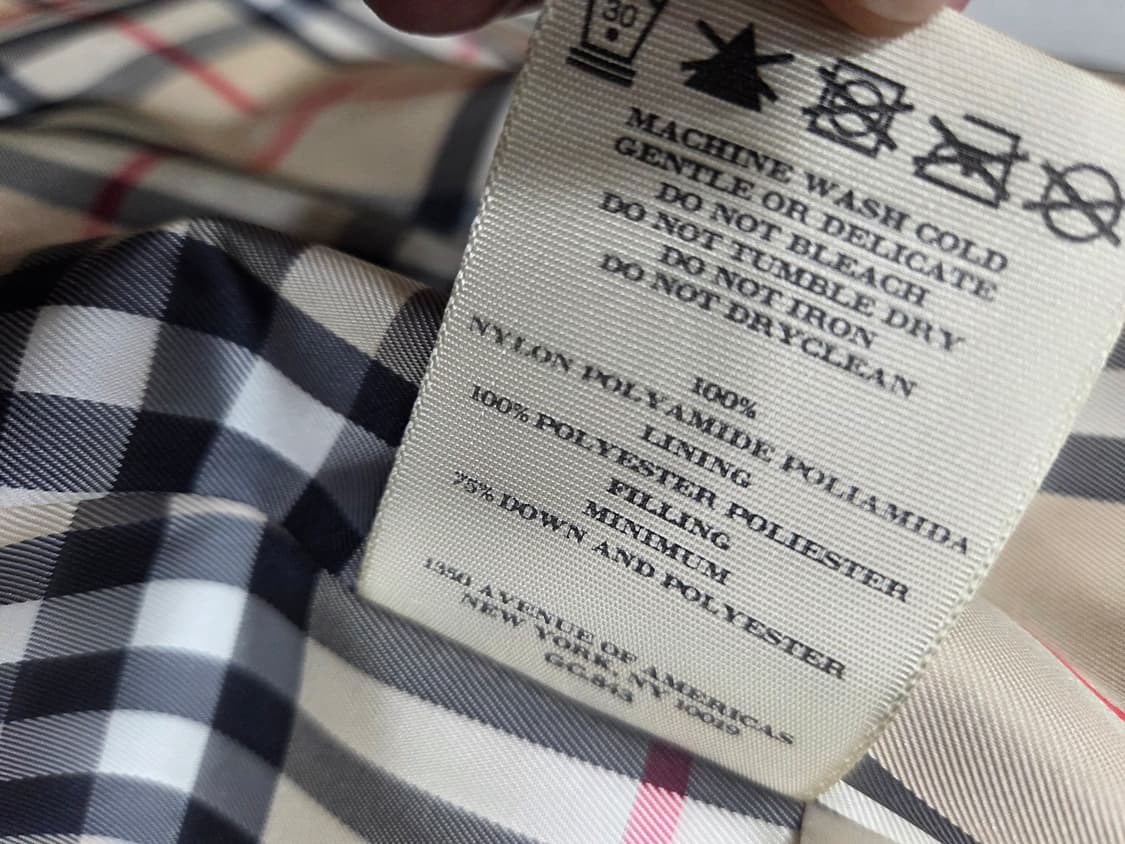 30
MACHINE WASH COLD
GENTLE OR DELICATE
DO NOT BLEACH
DO NOT TUMBLE DRY
DO NOT IRON
DO NOT DRYCLEAN
100%
NYLON POLYAMIDE POLIAMIDA
LINING
100% POLYESTER POLIESTER
FILLING
MINIMUM
75% DOWN AND POLYESTER
1350 AVENUE OF AMERICAS
NEW YORK, NY 10019
GC.843